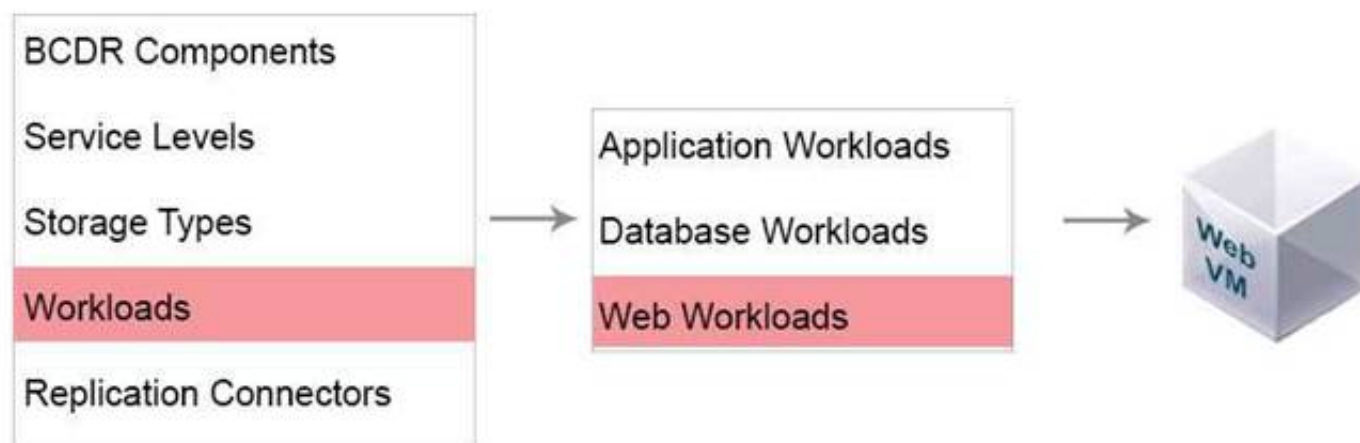 BCDR Components
Service Levels
Storage Types
Workloads
Replication Connectors
Application Workloads
Database Workloads
Web Workloads
Web
VM